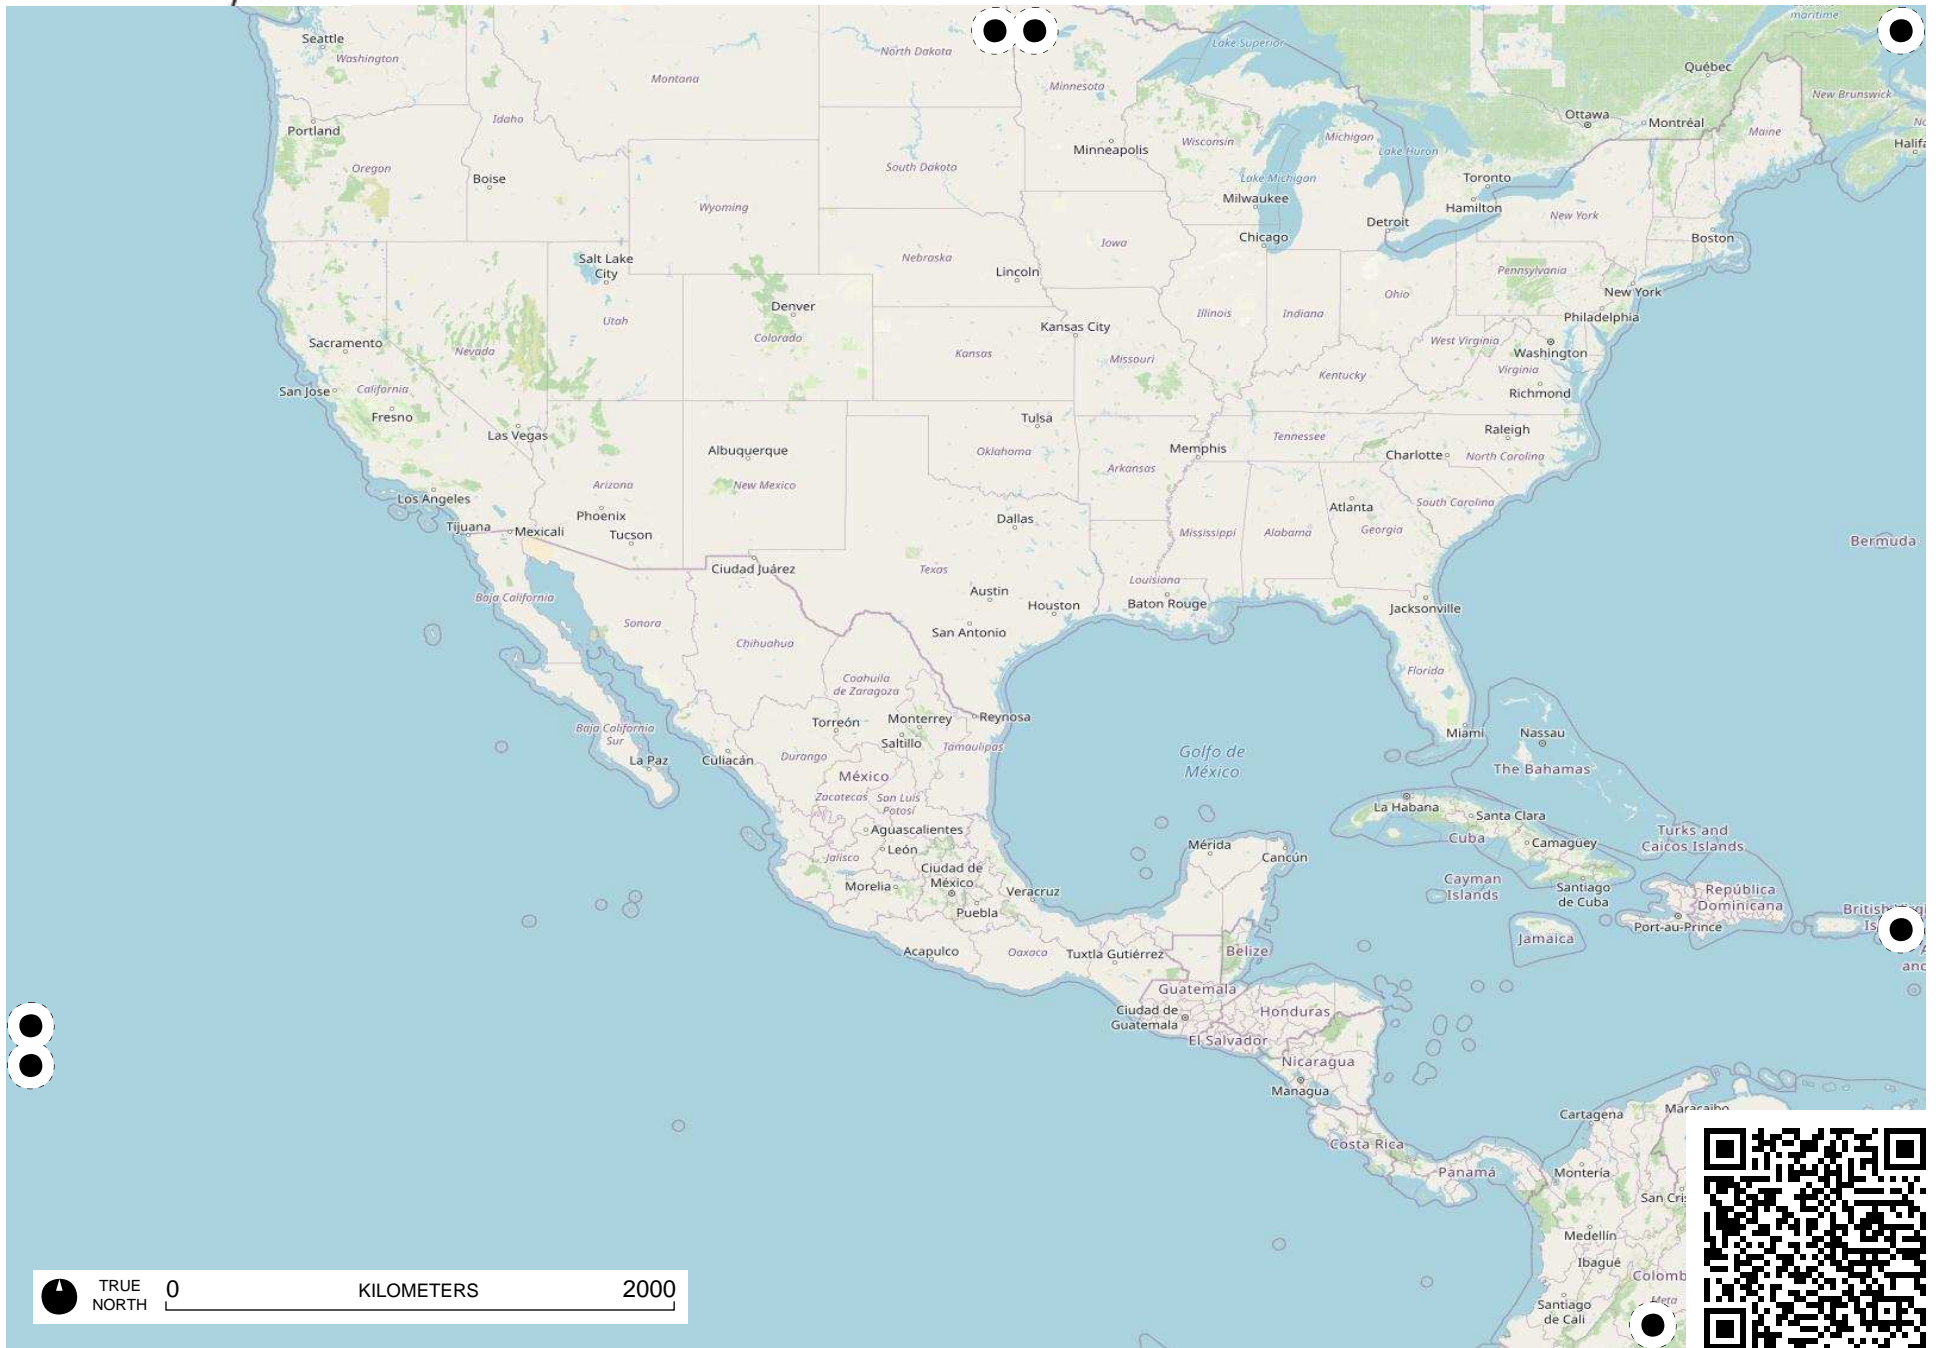 maritime
Seattle
Washington
North Dakota
Lake Superior
Québec
Montana
Minnesota
New Brunswick
Idaho
Ottawa
Montréal
Portland
Michigan
Maine
Wisconsin
Minneapolis
Lake Huron
Oregon
South Dakota
Boise
Lake Michigan
Toronto
Milwaukee
Hamilton
Wyoming
New York
Detroit
Chicago
Boston
Iowa
Salt Lake
City
Nebraska
Lincoln
Pennsylvania
New York
Ohio
Denver
Utah
Illinois
Indiana
Philadelphia
Kansas City
Colorado
Sacramento
Nevada
Kansas
Missouri
West Virginia
Washington
Virginia
Kentucky
San Jose
California
Richmond
Fresno
Tulsa
Las Vegas
Raleigh
Tennessee
Albuquerque
Oklahoma
Memphis
Charlotte
North Carolina
Arkansas
Arizona
New Mexico
Los Angeles
South Carolina
Atlanta
Phoenix
Dallas
Tijuana
Mexicali
Tucson
Mississippi
Alabama
Georgia
Bermuda
Ciudad Juárez
Texas
Louisiana
Austin
Baja California
Houston
Baton Rouge
Jacksonville
Sonora
San Antonio
Chihuahua
Florida
Coahuila
de Zaragoza
Torreón
Monterrey
Reynosa
Baja California
Sur
Saltillo
Tamaulipas
Miami
Nassau
La Paz
Culiacán
Durango
Golfo de
México
The Bahamas
México
Zacatecas
San Luis
Potosí
La Habana
Santa Clara
Aguascalientes
Cuba
Camagüey
Turks and
Caicos Islands
León
Jalisco
Mérida
Cancún
Ciudad de
México
Morelia
Veracruz
Cayman
Islands
Santiago
de Cuba
República
Dominicana
Puebla
Port-au-Prince
Jamaica
Acapulco
Oaxaca
Tuxtla Gutiérrez
Belize
Guatemala
Ciudad de
Guatemala
Honduras
El Salvador
Nicaragua
Managua
Cartagena
Maracaibo
Costa Rica
Panamá
Montería
Medellín
Ibagué
Meta
Santiago
de Cali
TRUE
NORTH
0
KILOMETERS
2000